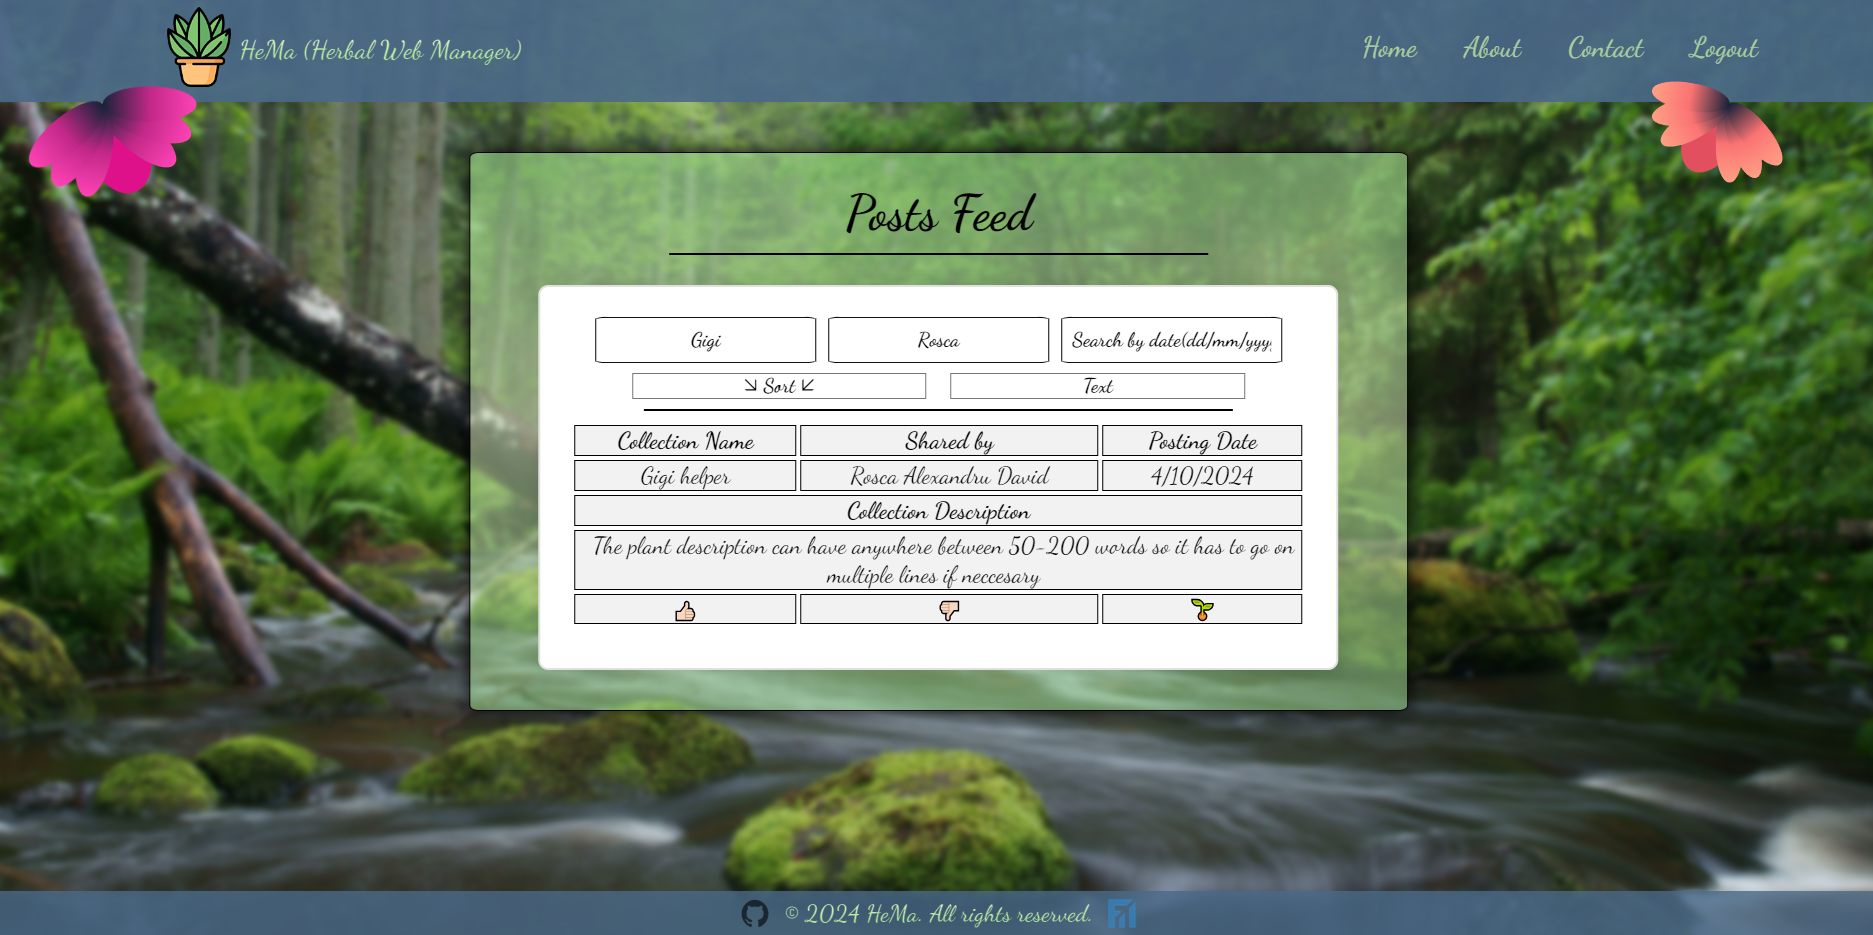 HeMa (Herbal Web Manager)
Home About Contact Logout
Posts Feed
Gigi Rosca Search by date(dd/mm/yyy
↘ Sort ↙ Text
Collection Name Shared by Posting Date
Gigi helper Rosca Alexandru David 4/10/2024
Collection Description
The plant description can have anywhere between 50-200 words so it has to go on
multiple lines if neccesary
© 2024 HeMa. All rights reserved.